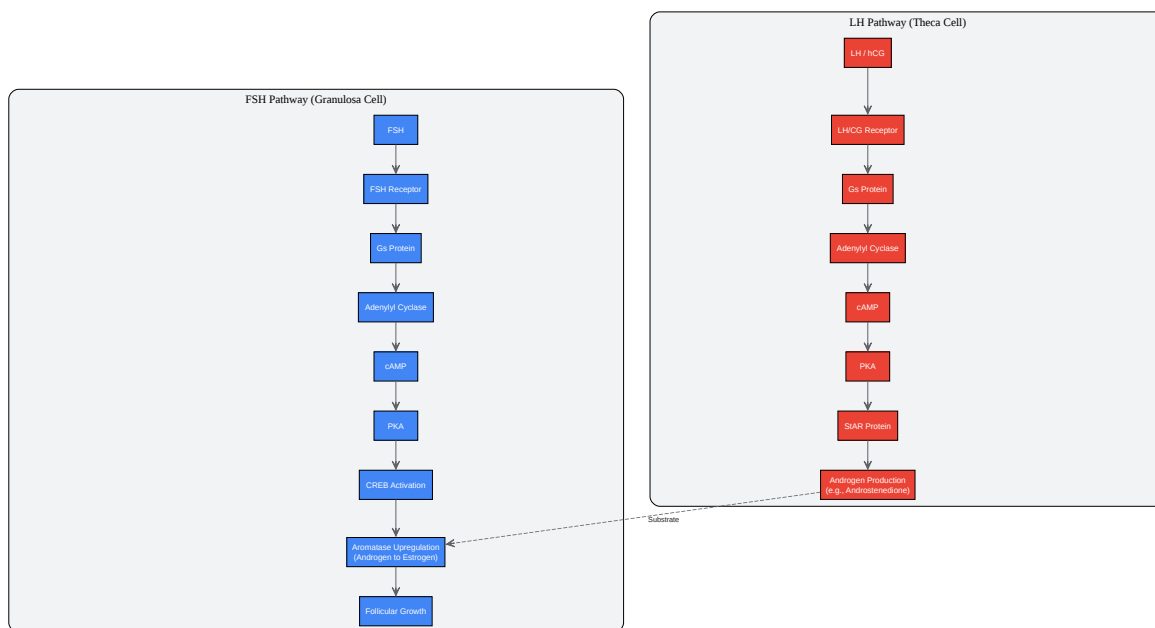 FSH Pathway (Granulosa Cell)
FSH
FSH Receptor
Gs Protein
Adenylyl Cyclase
cAMP
PKA
CREB Activation
Aromatase Upregulation
(Androgen to Estrogen)
Follicular Growth
LH Pathway (Theca Cell)
LH / hCG
LH/CG Receptor
Gs Protein
Adenylyl Cyclase
cAMP
PKA
StAR Protein
Androgen Production
(e.g., Androstenedione)
Substrate